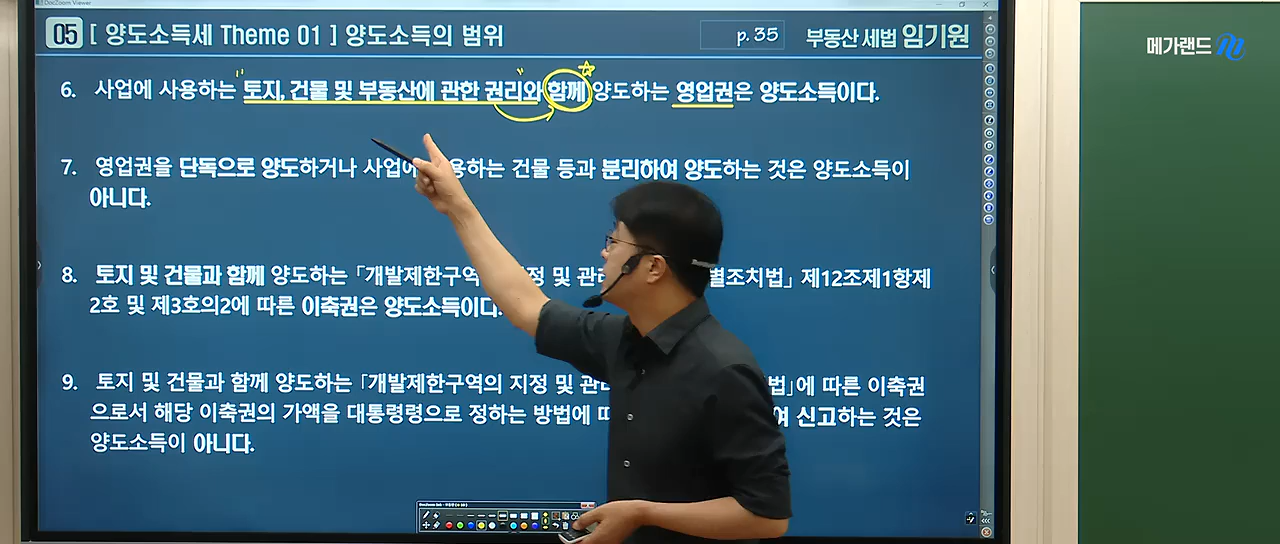 DocZoom Viewer
05 [ 양도소득세 Theme 01 ] 양도소득의 범위
p. 35
부동산 세법 임기원
메가랜드
6. 사업에 사용하는 토지, 건물 및 부동산에 관한 권리와 함께 양도하는 영업권은 양도소득이다.
7. 영업권을 단독으로 양도하거나 사업에 용하는 건물 등과 분리하여 양도하는 것은 양도소득이
아니다.
8. 토지 및 건물과 함께 양도하는 「개발제한구역 정 및 관 별조치법」 제12조제1항제
2호 및 제3호의2에 따른 이축권은 양도소득이다.
9. 토지 및 건물과 함께 양도하는 「개발제한구역의 지정 및 관리 법」에 따른 이축권
으로서 해당 이축권의 가액을 대통령령으로 정하는 방법에 따 여 신고하는 것은
양도소득이 아니다.